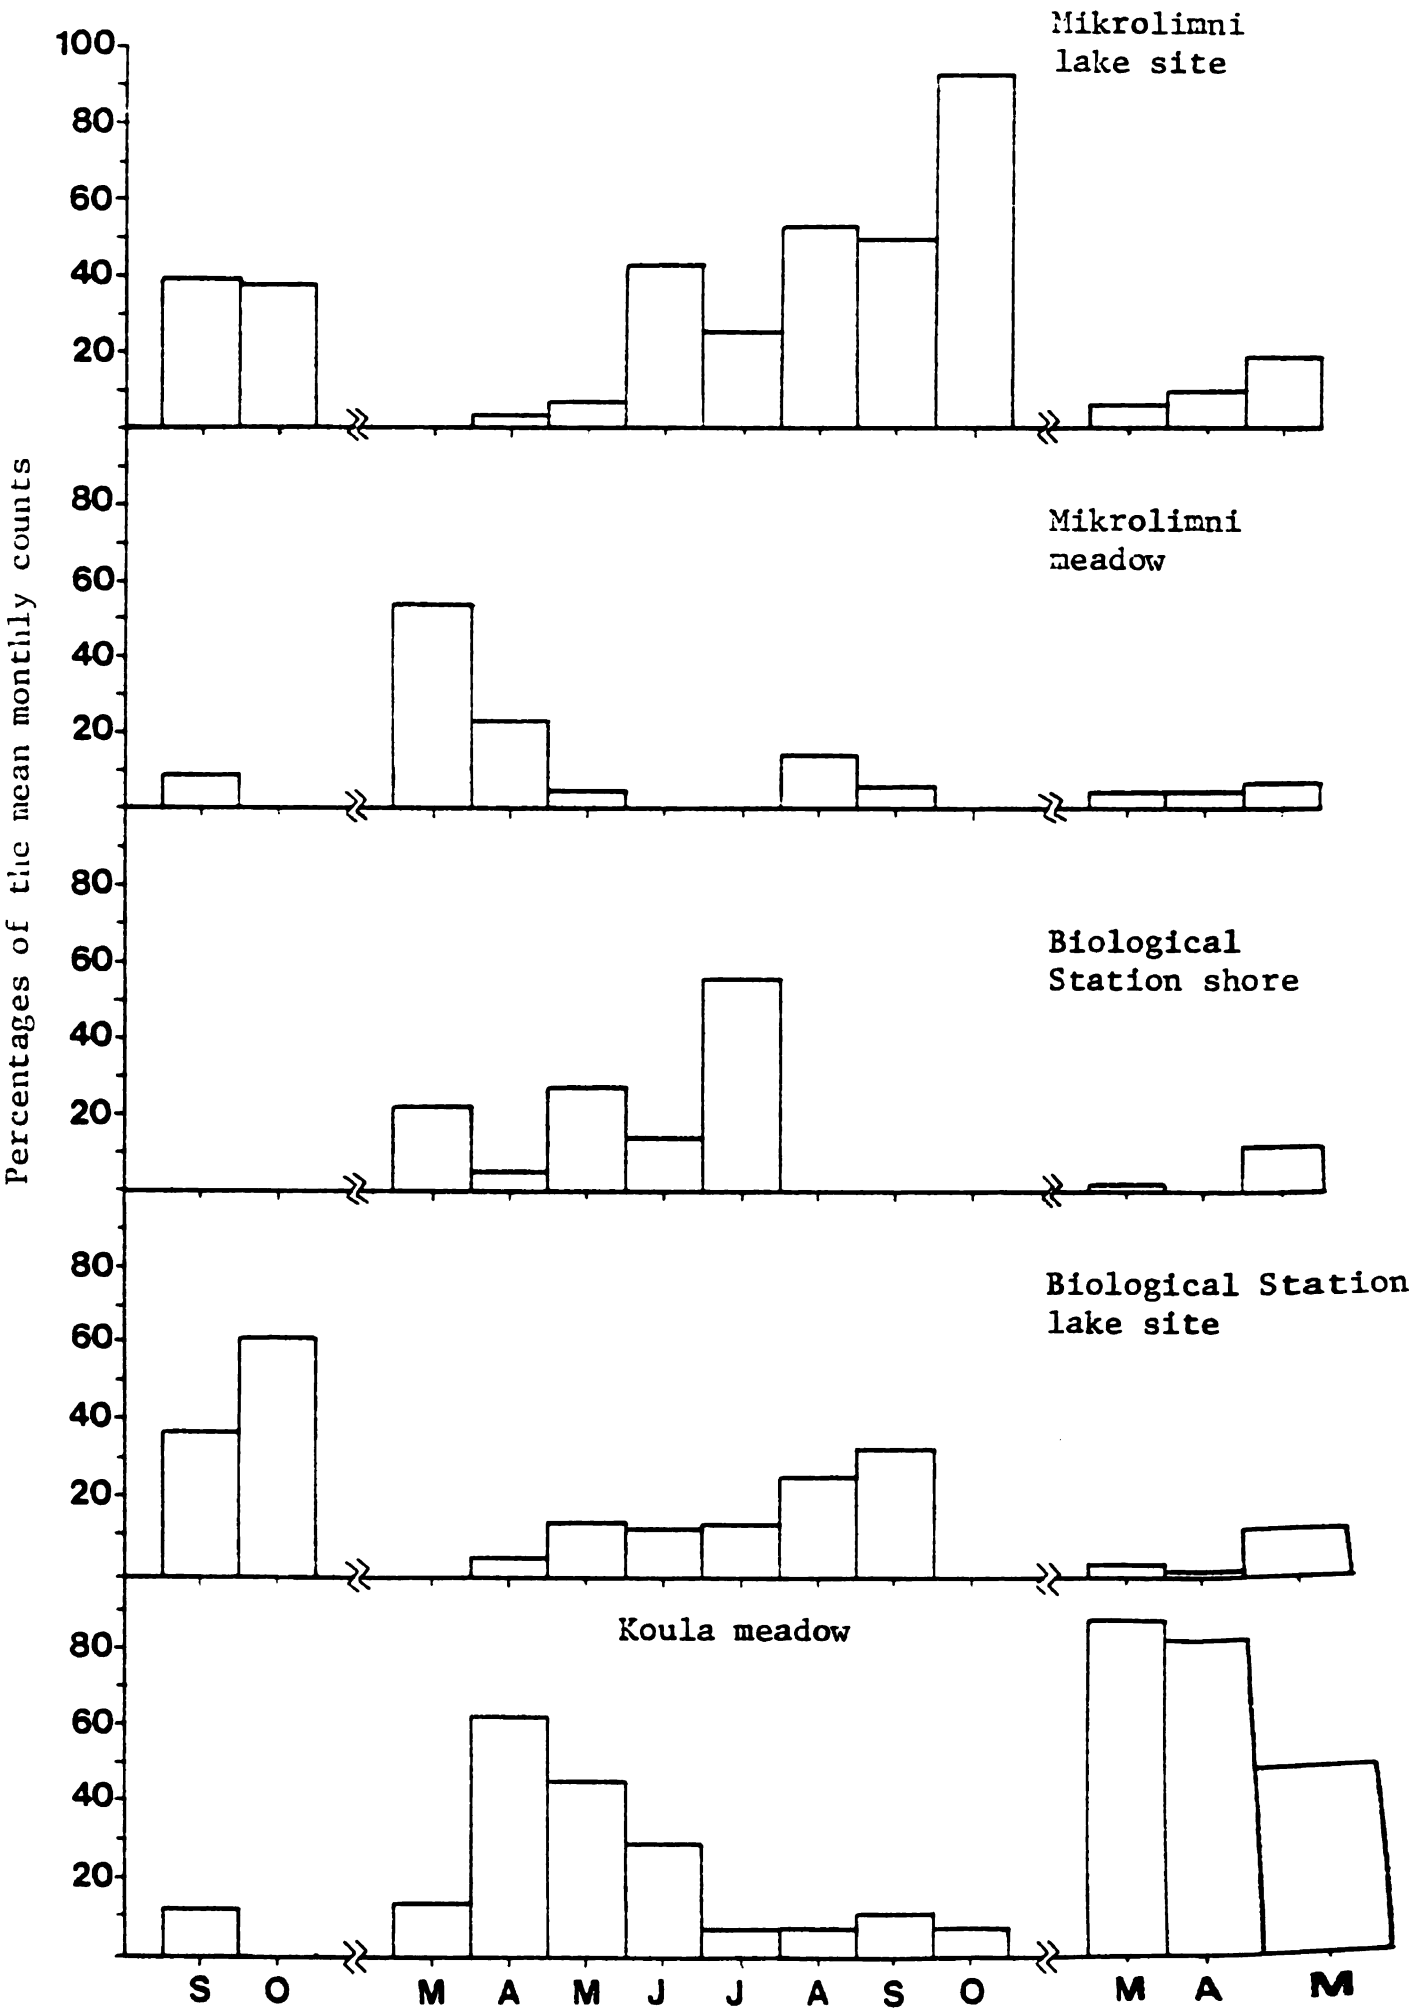 Mikrolimni
lake site
100
80
60
40
20
Mikrolimni
meadow
80
60
40
20
Percentages of the mean monthly counts
Biological
Station shore
80
60
40
20
Biological Station
lake site
80
60
40
20
Koula meadow
80
60
40
20
S O M A M J J A S O M A M